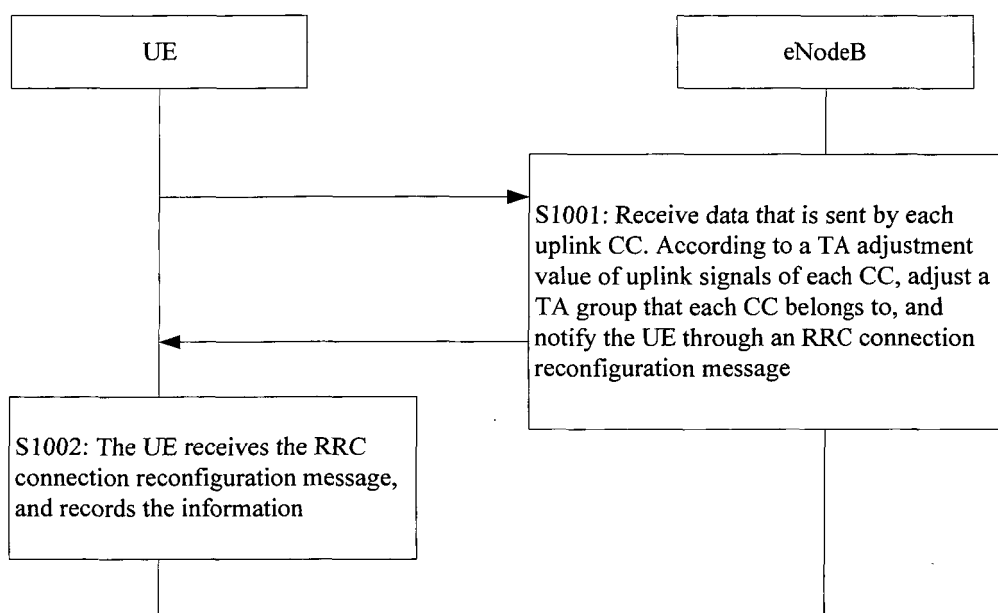 UE
eNodeB
S1001: Receive data that is sent by each
uplink CC. According to a TA adjustment
value of uplink signals of each CC, adjust a
TA group that each CC belongs to, and
notify the UE through an RRC connection
reconfiguration message
S1002: The UE receives the RRC
connection reconfiguration message,
and records the information